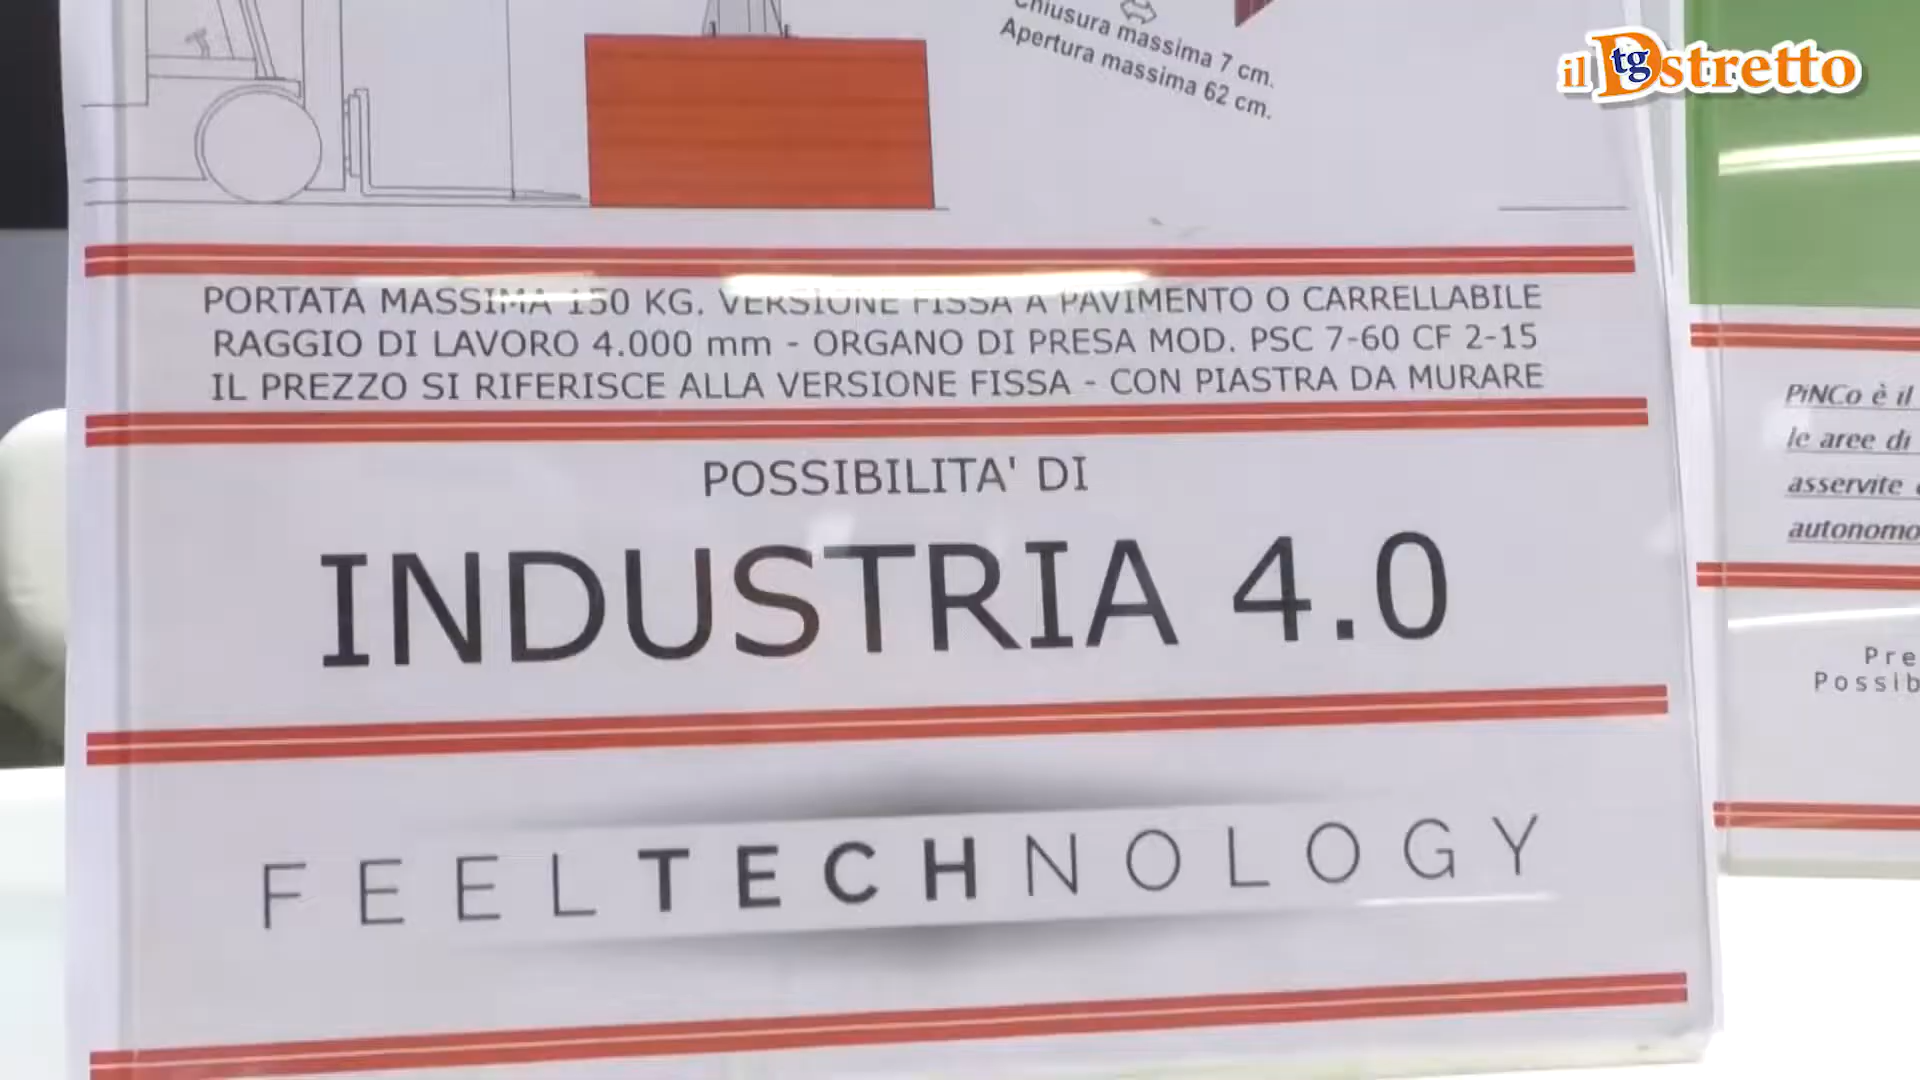 il Distretto
tg
Chiusura massima 7 cm.
Apertura massima 62 cm.
PORTATA MASSIMA 150 KG. VERSIONE FISSA A PAVIMENTO O CARRELLABILE
RAGGIO DI LAVORO 4.000 mm - ORGANO DI PRESA MOD. PSC 7-60 CF 2-15
IL PREZZO SI RIFERISCE ALLA VERSIONE FISSA - CON PIASTRA DA MURARE
POSSIBILITA' DI
INDUSTRIA 4.0
FEELTECHNOLOGY
PiNCo è il
le aree di
asservite
autonomo
Pre
Possib